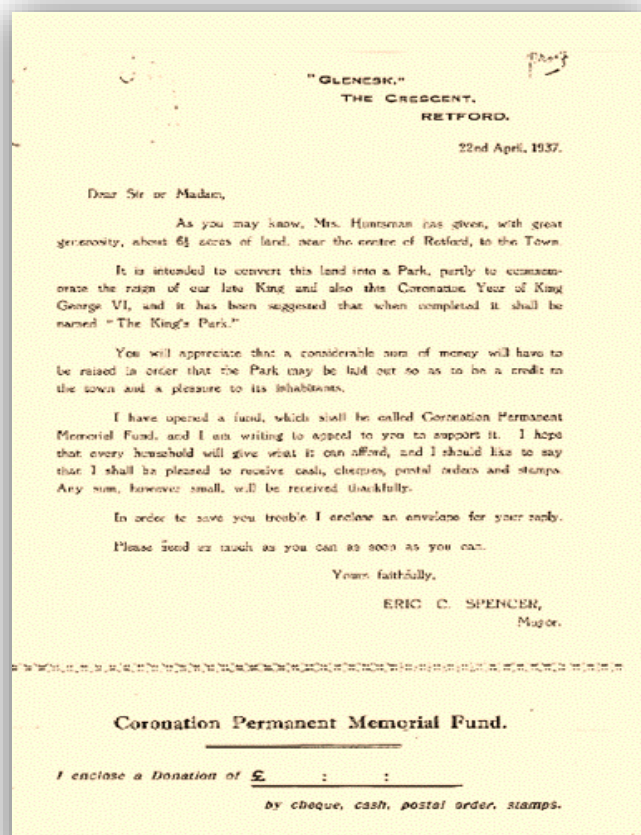 "GLENESK,"
THE CRESCENT,
RETFORD.
22nd April, 1937.
Dear Sir or Madam,
As you may know, Mrs. Huntsman has given, with great
generosity, about 6½ acres of land, near the centre of Retford, to the Town.
It is intended to convert this land into a Park, partly to commem-
orate the reign of our late King and also this Coronation Year of King
George VI, and it has been suggested that when completed it shall be
named "The King's Park."
You will appreciate that a considerable sum of money will have to
be raised in order that the Park may be laid out so as to be a credit to
the town and a pleasure to its inhabitants.
I have opened a fund, which shall be called Coronation Permanent
Memorial Fund, and I am writing to appeal to you to support it. I hope
that every household will give what it can afford, and I should like to say
that I shall be pleased to receive cash, cheques, postal orders and stamps.
Any sum, however small, will be received thankfully.
In order to save you trouble I enclose an envelope for your reply.
Please send as much as you can as soon as you can.
Yours faithfully,
ERIC C. SPENCER,
Mayor.
Coronation Permanent Memorial Fund.
I enclose a Donation of £ : :
by cheque, cash, postal order, stamps.